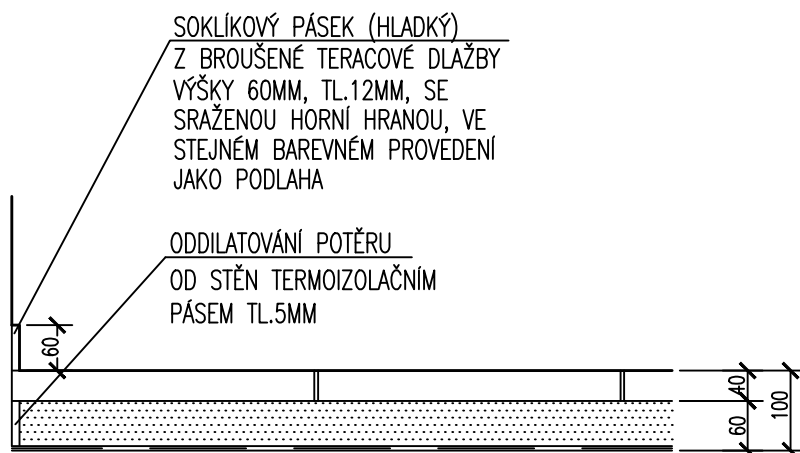 SOKLÍKOVÝ PÁSEK (HLADKÝ)
Z BROUŠENÉ TERACOVÉ DLAŽBY
VÝŠKY 60MM, TL.12MM, SE
SRAŽENOU HORNÍ HRANOU, VE
STEJNÉM BAREVNÉM PROVEDENÍ
JAKO PODLAHA
ODDILATOVÁNÍ POTĚRU
OD STĚN TERMOIZOLAČNÍM
PÁSEM TL.5MM
60
40
60
100